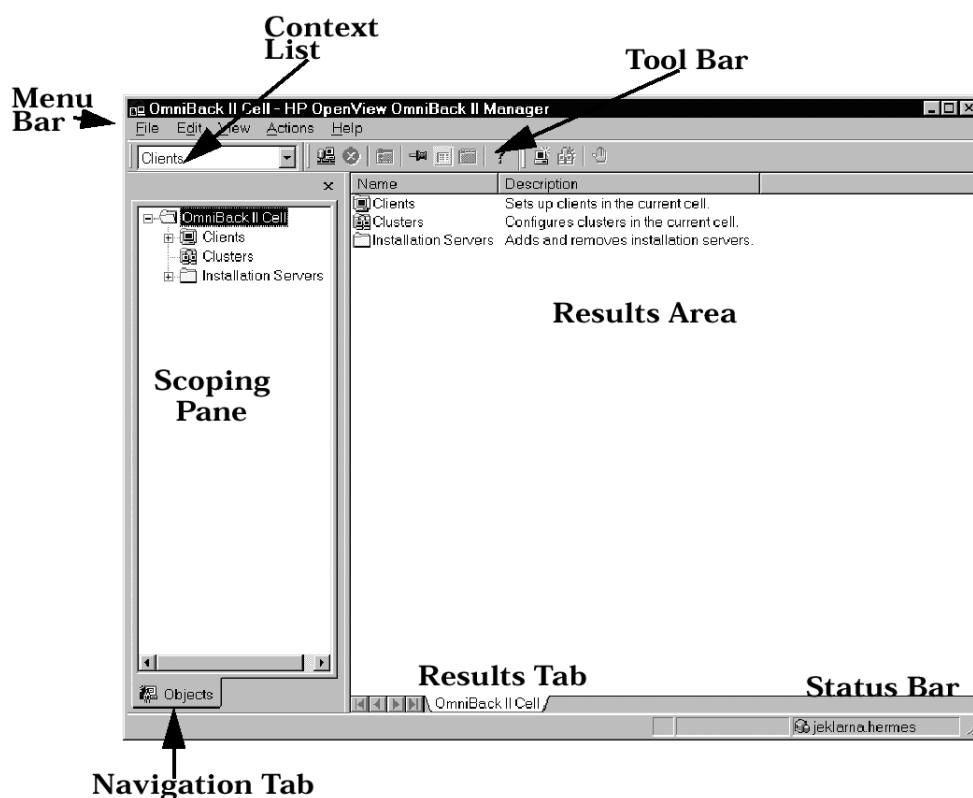 Context
List
Tool Bar
Menu
Bar
OmniBack II Cell - HP OpenView OmniBack II Manager
File Edit View Actions Help
Clients
Name Description
OmniBack II Cell
Clients
Clusters
Installation Servers
Clients Sets up clients in the current cell.
Clusters Configures clusters in the current cell.
Installation Servers Adds and removes installation servers.
Results Area
Scoping
Pane
Results Tab
Status Bar
Objects
OmniBack II Cell
jeklarna.hermes
Navigation Tab